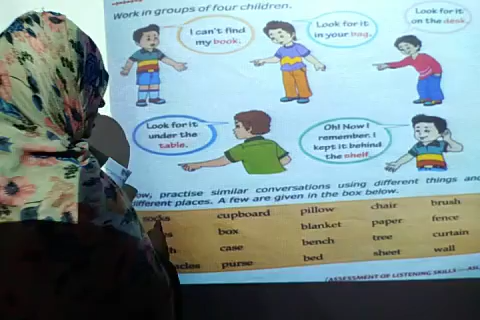 Work in groups of four children.
I can't find
my book.
Look for it
in your bag.
Look for it
on the desk.
Look for it
under the
table.
Oh! Now I
remember. I
kept it behind
the shelf.
practise similar conversations using different things and
different places. A few are given in the box below.
socks cupboard pillow chair brush
box blanket paper fence
case bench tree curtain
purse bed sheet wall
(ASSESSMENT OF LISTENING SKILLS